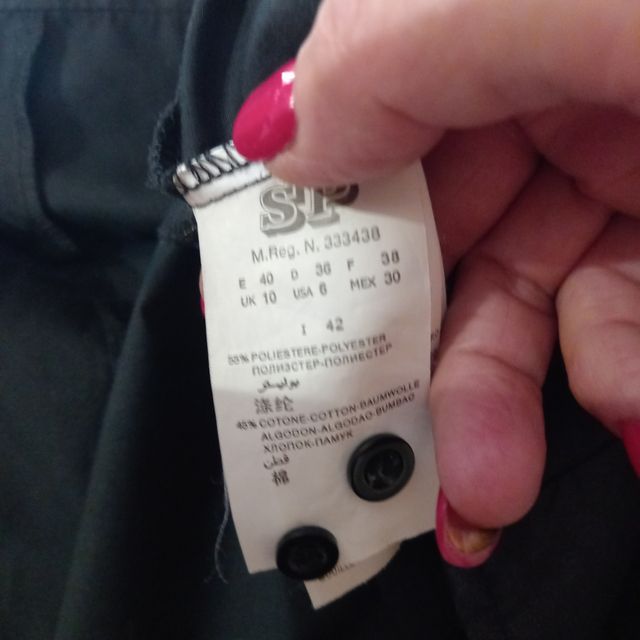 SP
M.Reg. N. 333438
E 40 D 36 F 38
UK 10 USA 6 MEX 30
I 42
55% POLIESTERE-POLYESTER
ПОЛИЭСТЕР-ПОЛИЕСТЕР
بوليستر
涤纶
45% COTONE-COTTON-BAUMWOLLE
ALGODON-ALGODAO-BUMBAC
ХЛОПОК-ПАМУК
قطن
棉